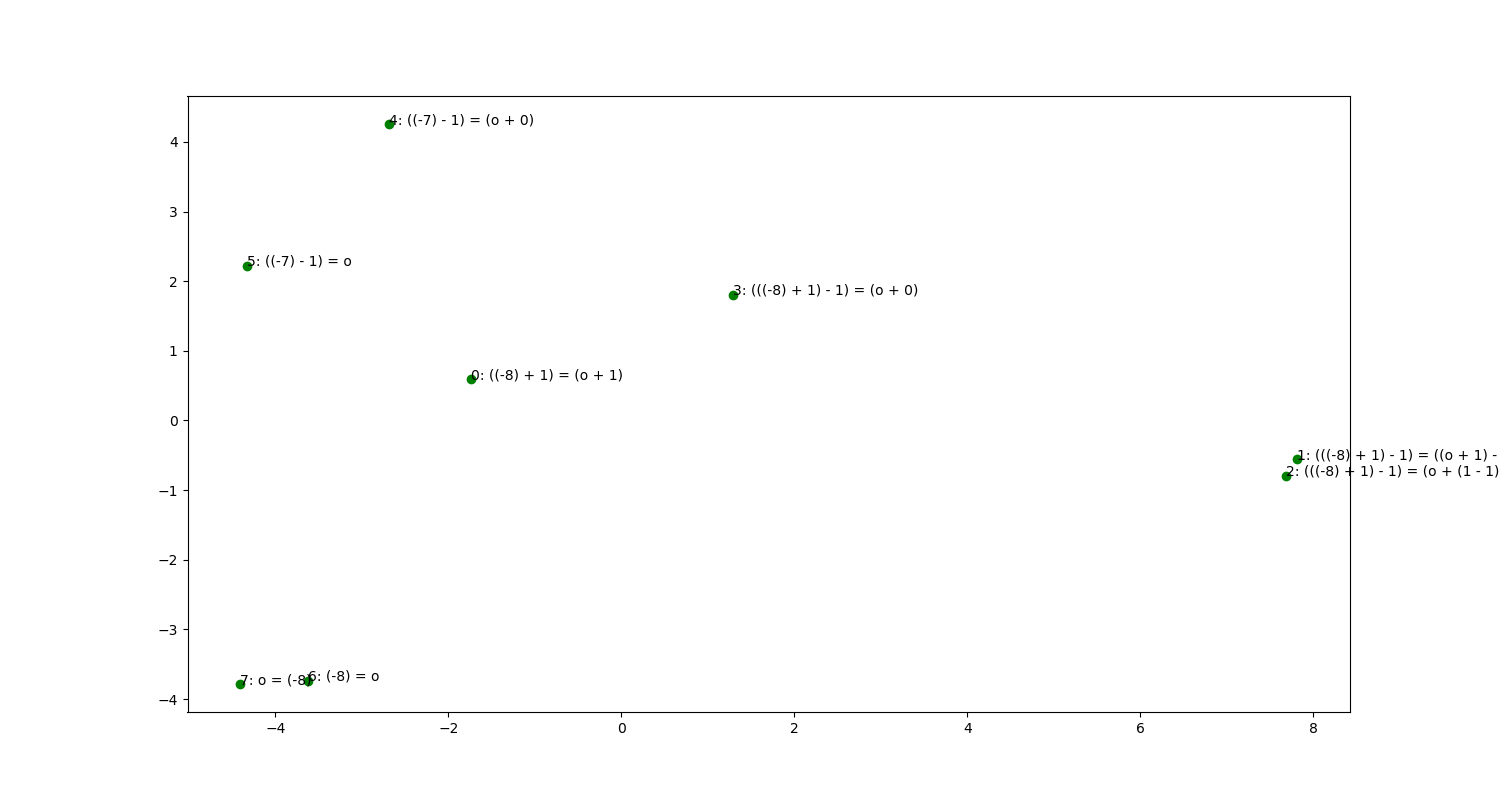 4: ((-7) - 1) = (o + 0)
5: ((-7) - 1) = o
3: (((-8) + 1) - 1) = (o + 0)
0: ((-8) + 1) = (o + 1)
1: (((-8) + 1) - 1) = ((o + 1) -
2: (((-8) + 1) - 1) = (o + (1 - 1)
6: (-8) = o
7: o = (-8)
4
3
2
1
0
−1
−2
−3
−4
−4 −2 0 2 4 6 8